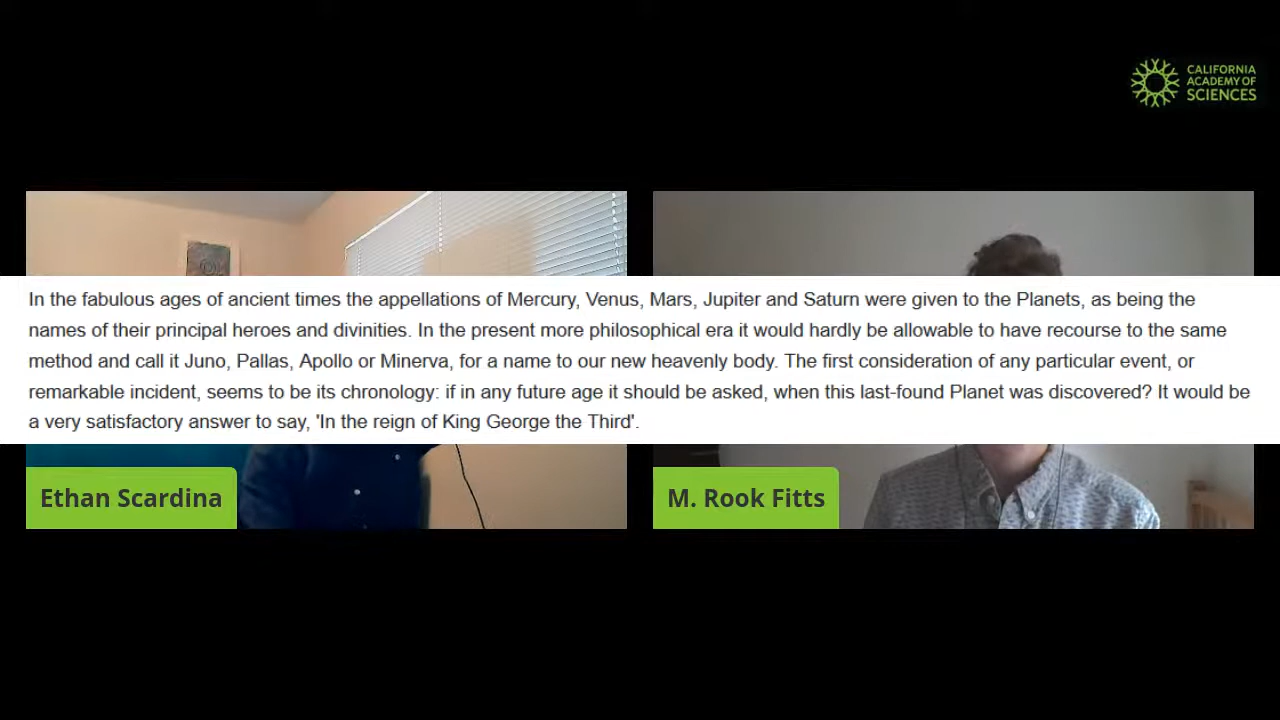 CALIFORNIA
ACADEMY OF
SCIENCES
In the fabulous ages of ancient times the appellations of Mercury, Venus, Mars, Jupiter and Saturn were given to the Planets, as being the
names of their principal heroes and divinities. In the present more philosophical era it would hardly be allowable to have recourse to the same
method and call it Juno, Pallas, Apollo or Minerva, for a name to our new heavenly body. The first consideration of any particular event, or
remarkable incident, seems to be its chronology: if in any future age it should be asked, when this last-found Planet was discovered? It would be
a very satisfactory answer to say, 'In the reign of King George the Third'.
Ethan Scardina
M. Rook Fitts